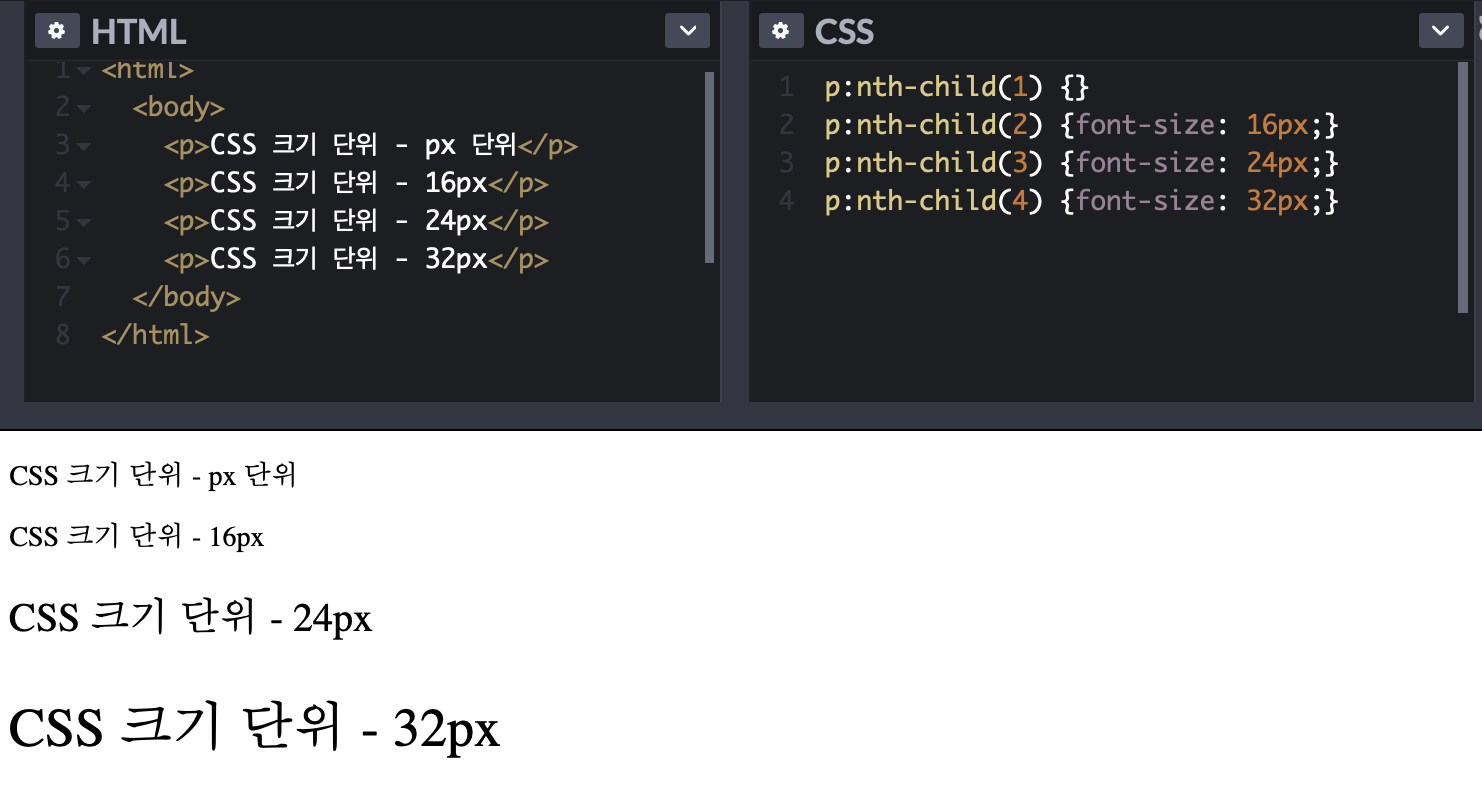 HTML
1 <html>
2 <body>
3 <p>CSS 크기 단위 - px 단위</p>
4 <p>CSS 크기 단위 - 16px</p>
5 <p>CSS 크기 단위 - 24px</p>
6 <p>CSS 크기 단위 - 32px</p>
7 </body>
8 </html>
CSS
1 p:nth-child(1) {}
2 p:nth-child(2) {font-size: 16px;}
3 p:nth-child(3) {font-size: 24px;}
4 p:nth-child(4) {font-size: 32px;}
CSS 크기 단위 - px 단위
CSS 크기 단위 - 16px
CSS 크기 단위 - 24px
CSS 크기 단위 - 32px